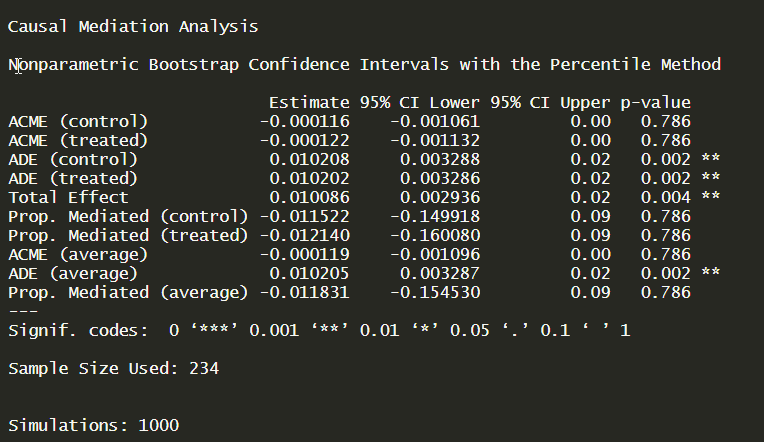 Causal Mediation Analysis
Nonparametric Bootstrap Confidence Intervals with the Percentile Method
Estimate 95% CI Lower 95% CI Upper p-value
ACME (control) -0.000116 -0.001061 0.00 0.786
ACME (treated) -0.000122 -0.001132 0.00 0.786
ADE (control) 0.010208 0.003288 0.02 0.002 **
ADE (treated) 0.010202 0.003286 0.02 0.002 **
Total Effect 0.010086 0.002936 0.02 0.004 **
Prop. Mediated (control) -0.011522 -0.149918 0.09 0.786
Prop. Mediated (treated) -0.012140 -0.160080 0.09 0.786
ACME (average) -0.000119 -0.001096 0.00 0.786
ADE (average) 0.010205 0.003287 0.02 0.002 **
Prop. Mediated (average) -0.011831 -0.154530 0.09 0.786
---
Signif. codes: 0 ‘***’ 0.001 ‘**’ 0.01 ‘*’ 0.05 ‘.’ 0.1 ‘ ’ 1
Sample Size Used: 234
Simulations: 1000